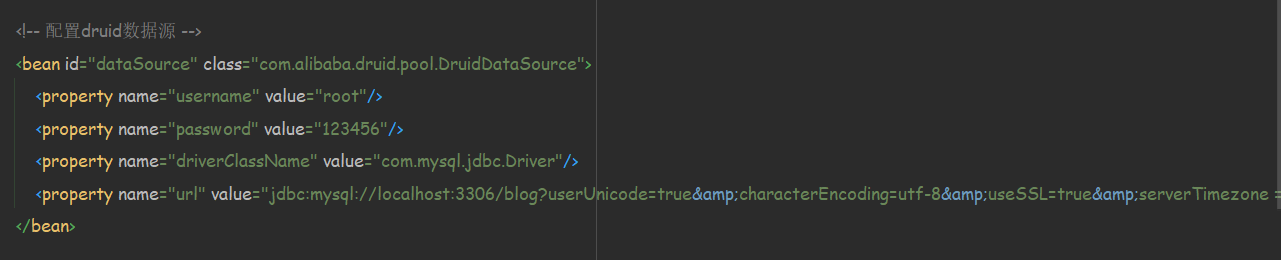 <!-- 配置druid数据源 -->
<bean id="dataSource" class="com.alibaba.druid.pool.DruidDataSource">
<property name="username" value="root"/>
<property name="password" value="123456"/>
<property name="driverClassName" value="com.mysql.jdbc.Driver"/>
<property name="url" value="jdbc:mysql://localhost:3306/blog?userUnicode=true&amp;characterEncoding=utf-8&amp;useSSL=true&amp;serverTimezone =
</bean>